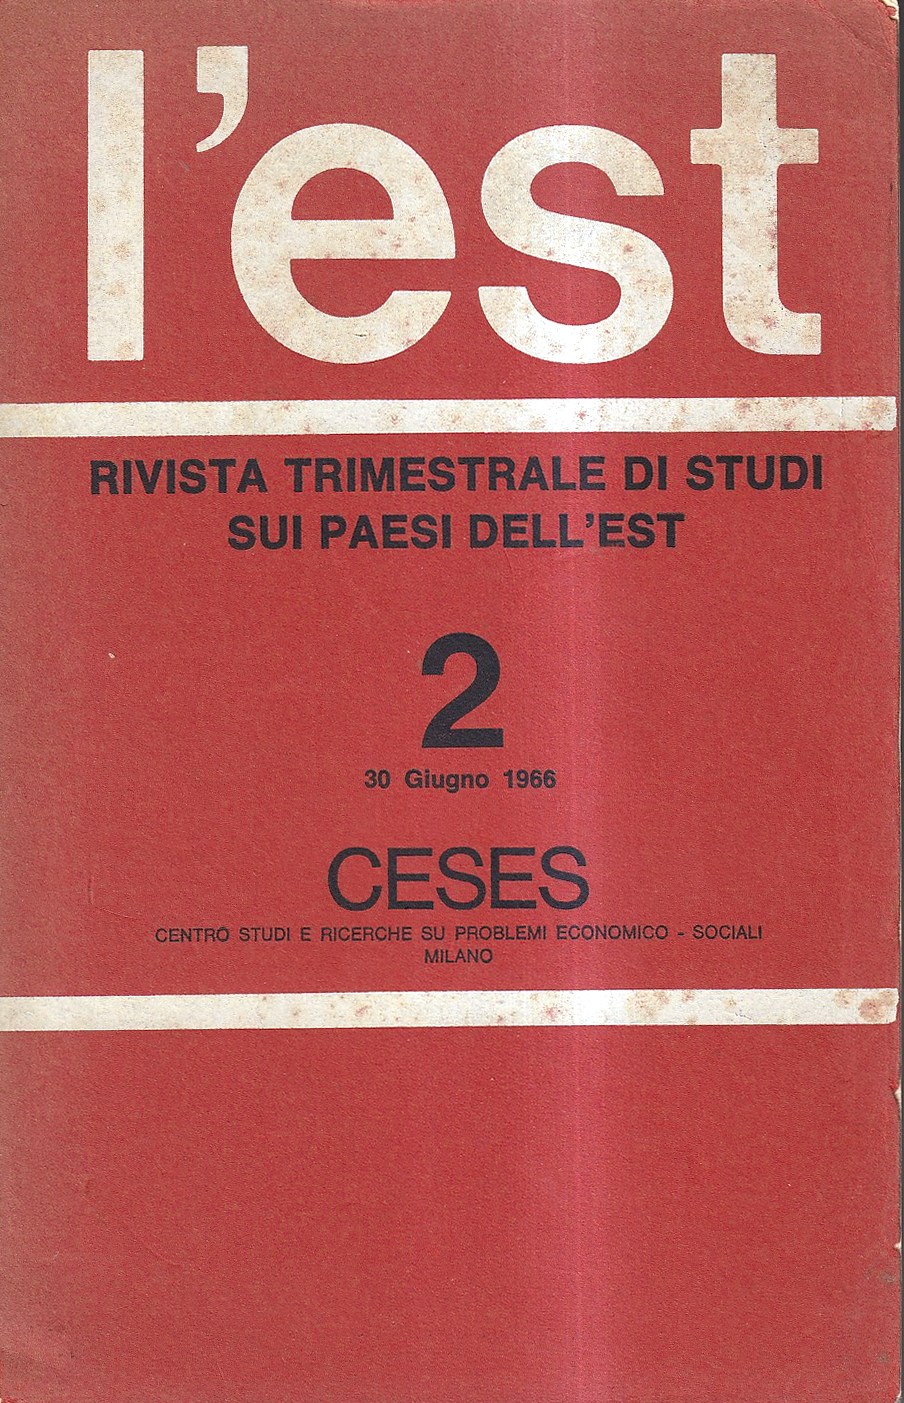 l'est
RIVISTA TRIMESTRALE DI STUDI
SUI PAESI DELL'EST
2
30 Giugno 1966
CESES
CENTRO STUDI E RICERCHE SU PROBLEMI ECONOMICO - SOCIALI
MILANO